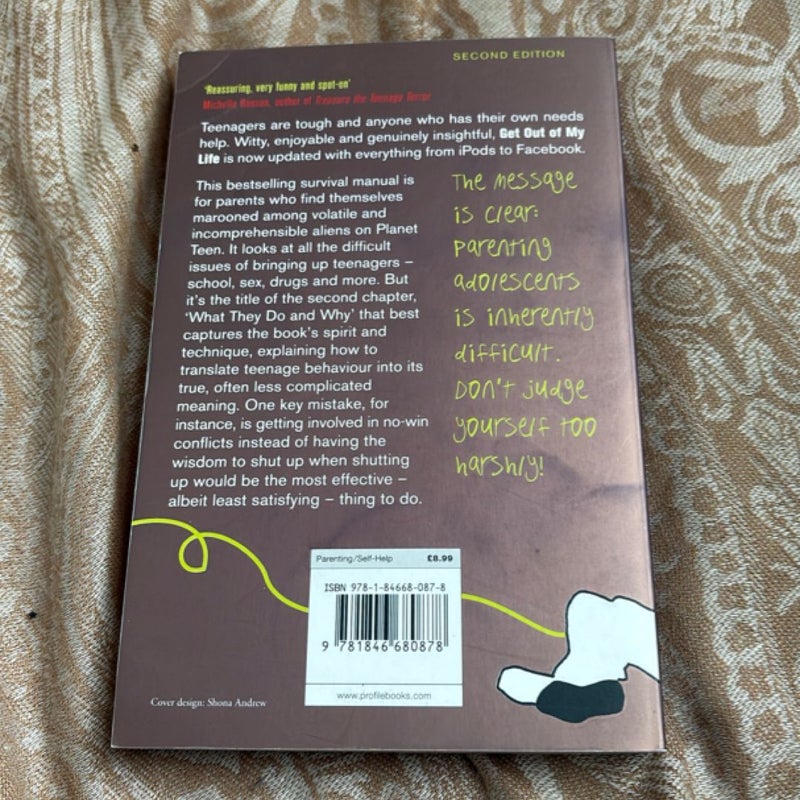 SECOND EDITION
'Reassuring, very funny and spot-on'
Michelle Hanson, author of Treasure the Teenage Terror
Teenagers are tough and anyone who has their own needs
help. Witty, enjoyable and genuinely insightful, Get Out of My
Life is now updated with everything from iPods to Facebook.
This bestselling survival manual is
for parents who find themselves
marooned among volatile and
incomprehensible aliens on Planet
Teen. It looks at all the difficult
issues of bringing up teenagers –
school, sex, drugs and more. But
it's the title of the second chapter,
'What They Do and Why' that best
captures the book's spirit and
technique, explaining how to
translate teenage behaviour into its
true, often less complicated
meaning. One key mistake, for
instance, is getting involved in no-win
conflicts instead of having the
wisdom to shut up when shutting
up would be the most effective –
albeit least satisfying – thing to do.
The message
is clear:
parenting
adolescents
is inherently
difficult.
Don't judge
yourself too
harshly!
Parenting/Self-Help £8.99
ISBN 978-1-84668-087-8
9 781846 680878
www.profilebooks.com
Cover design: Shona Andrew